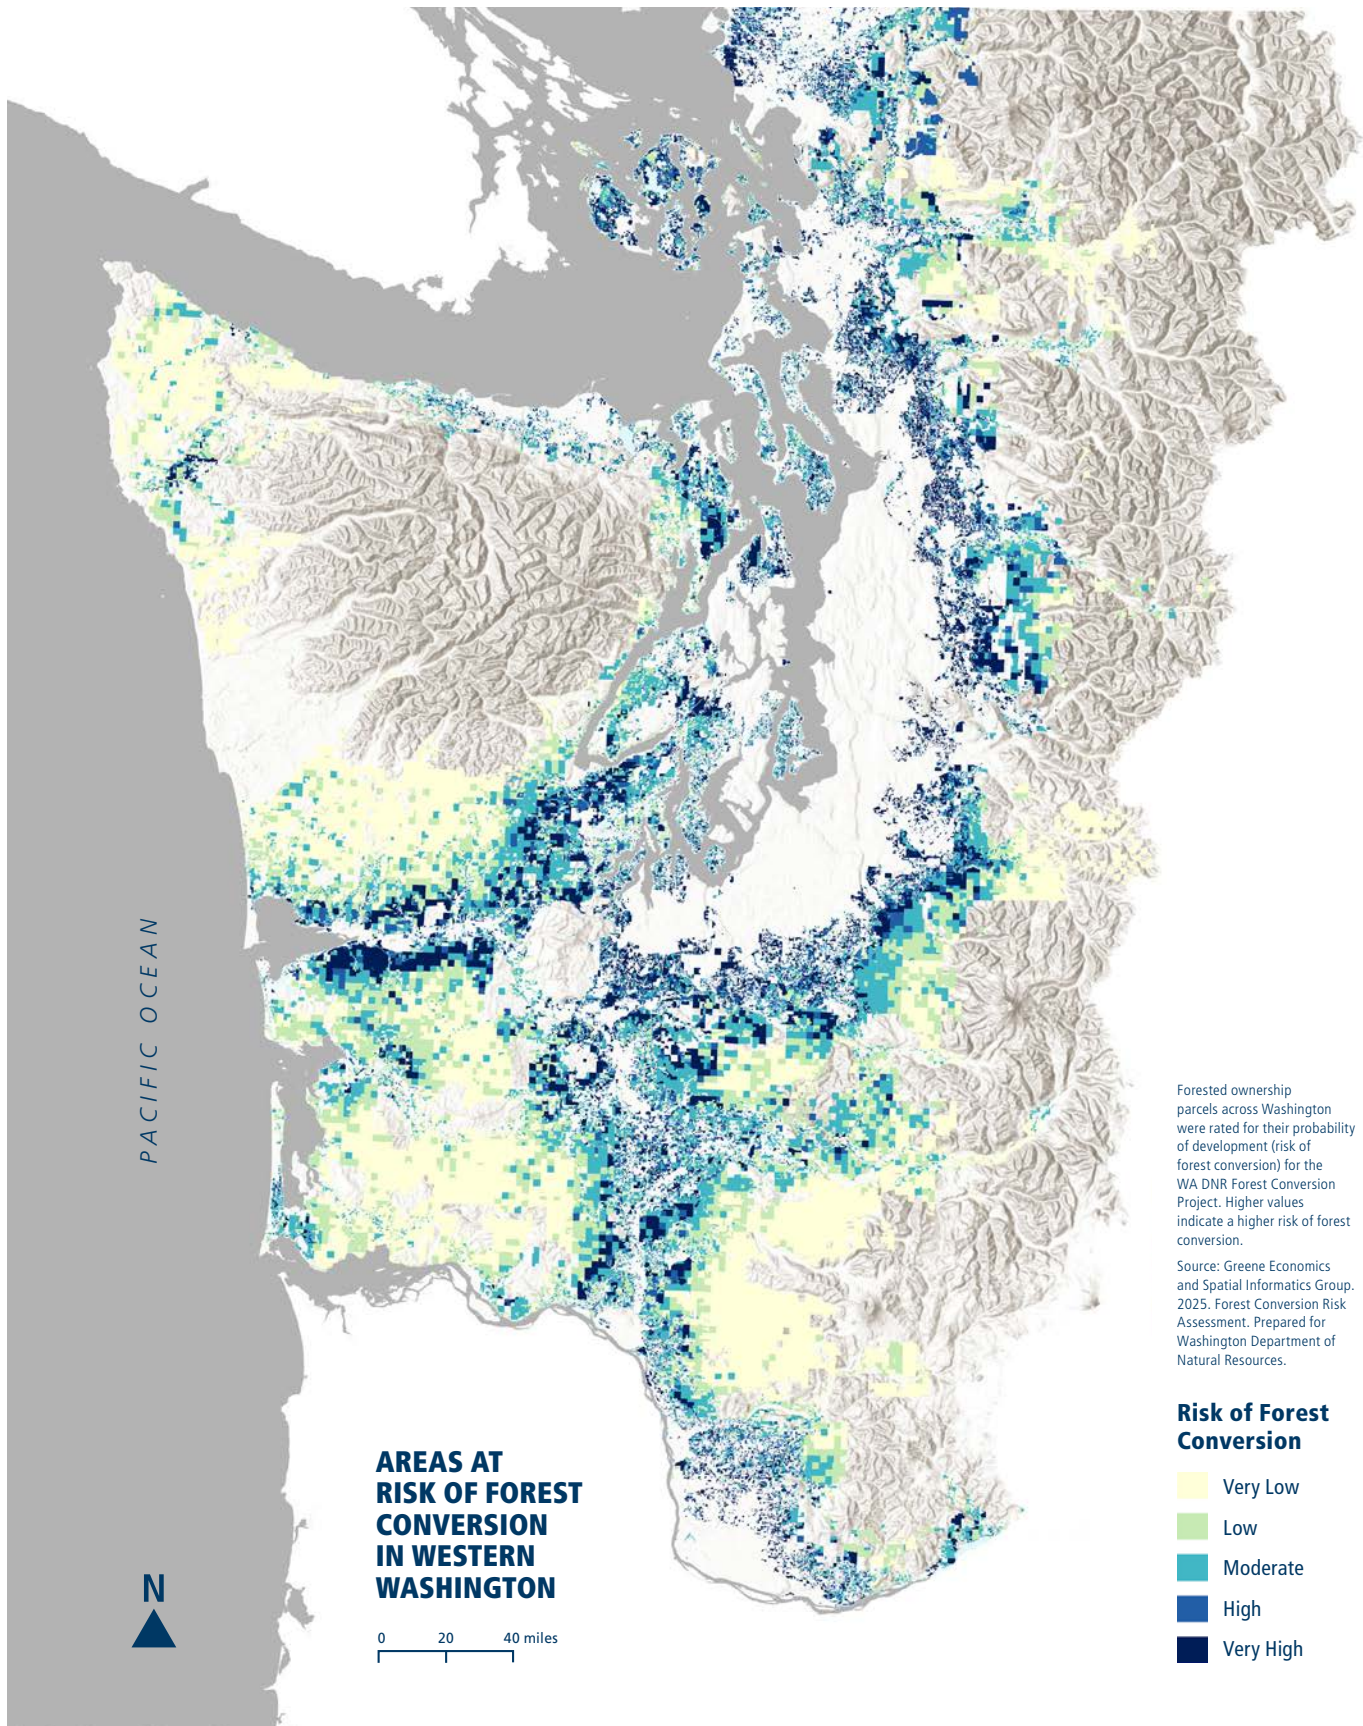 PACIFIC OCEAN
Forested ownership
parcels across Washington
were rated for their probability
of development (risk of
forest conversion) for the
WA DNR Forest Conversion
Project. Higher values
indicate a higher risk of forest
conversion.
Source: Greene Economics
and Spatial Informatics Group.
2025. Forest Conversion Risk
Assessment. Prepared for
Washington Department of
Natural Resources.
Risk of Forest
Conversion
Very Low
Low
Moderate
High
Very High
AREAS AT
RISK OF FOREST
CONVERSION
IN WESTERN
WASHINGTON
0 20 40 miles
N